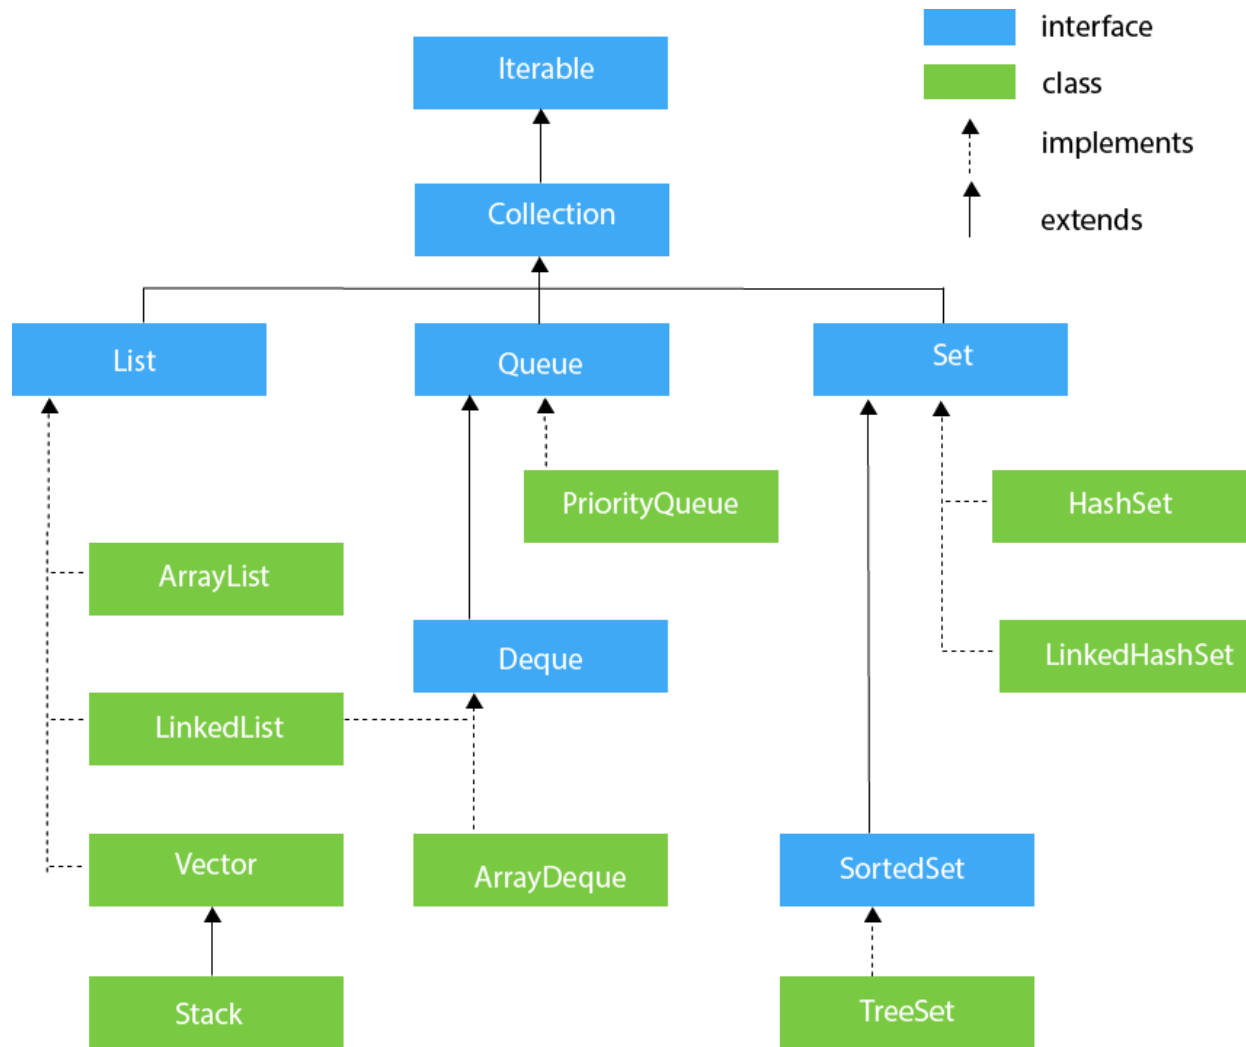 interface
class
implements
extends
Iterable
Collection
List
Queue
Set
PriorityQueue
HashSet
ArrayList
Deque
LinkedHashSet
LinkedList
Vector
ArrayDeque
SortedSet
Stack
TreeSet